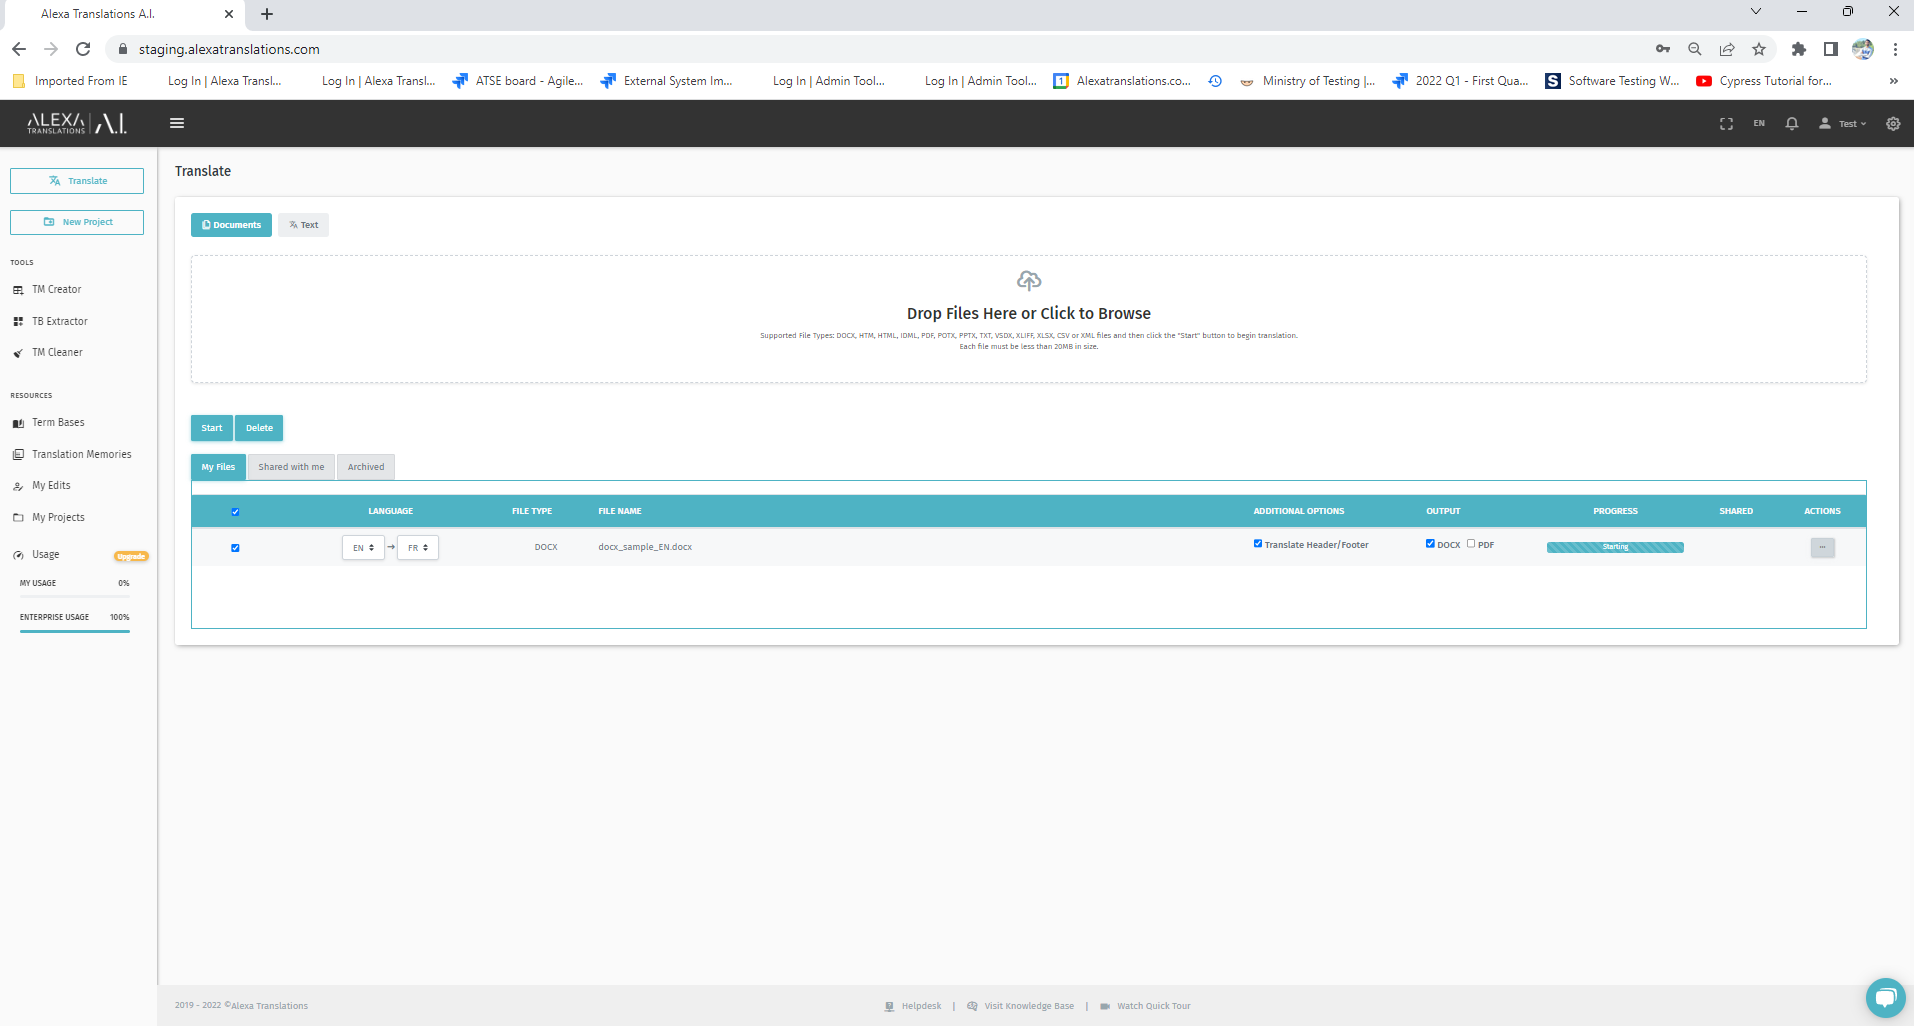 Alexa Translations A.I.
staging.alexatranslations.com
Imported From IE
Log In | Alexa Transl...
Log In | Alexa Transl...
ATSE board - Agile...
External System Im...
Log In | Admin Tool...
Log In | Admin Tool...
Alexatranslations.co...
Ministry of Testing |...
2022 Q1 - First Qua...
Software Testing W...
Cypress Tutorial for...
ALEXA TRANSLATIONS | A.I.
EN
Test
Translate
New Project
TOOLS
TM Creator
TB Extractor
TM Cleaner
RESOURCES
Term Bases
Translation Memories
My Edits
My Projects
Usage Upgrade
MY USAGE 0%
ENTERPRISE USAGE 100%
Translate
Documents Text
Drop Files Here or Click to Browse
Supported File Types: DOCX, HTM, HTML, IDML, PDF, POTX, PPTX, TXT, VSDX, XLIFF, XLSX, CSV or XML files and then click the "Start" button to begin translation.
Each file must be less than 20MB in size.
Start Delete
My Files Shared with me Archived
LANGUAGE FILE TYPE FILE NAME ADDITIONAL OPTIONS OUTPUT PROGRESS SHARED ACTIONS
EN → FR DOCX docx_sample_EN.docx Translate Header/Footer DOCX PDF Starting ...
2019 - 2022 ©Alexa Translations
Helpdesk | Visit Knowledge Base | Watch Quick Tour